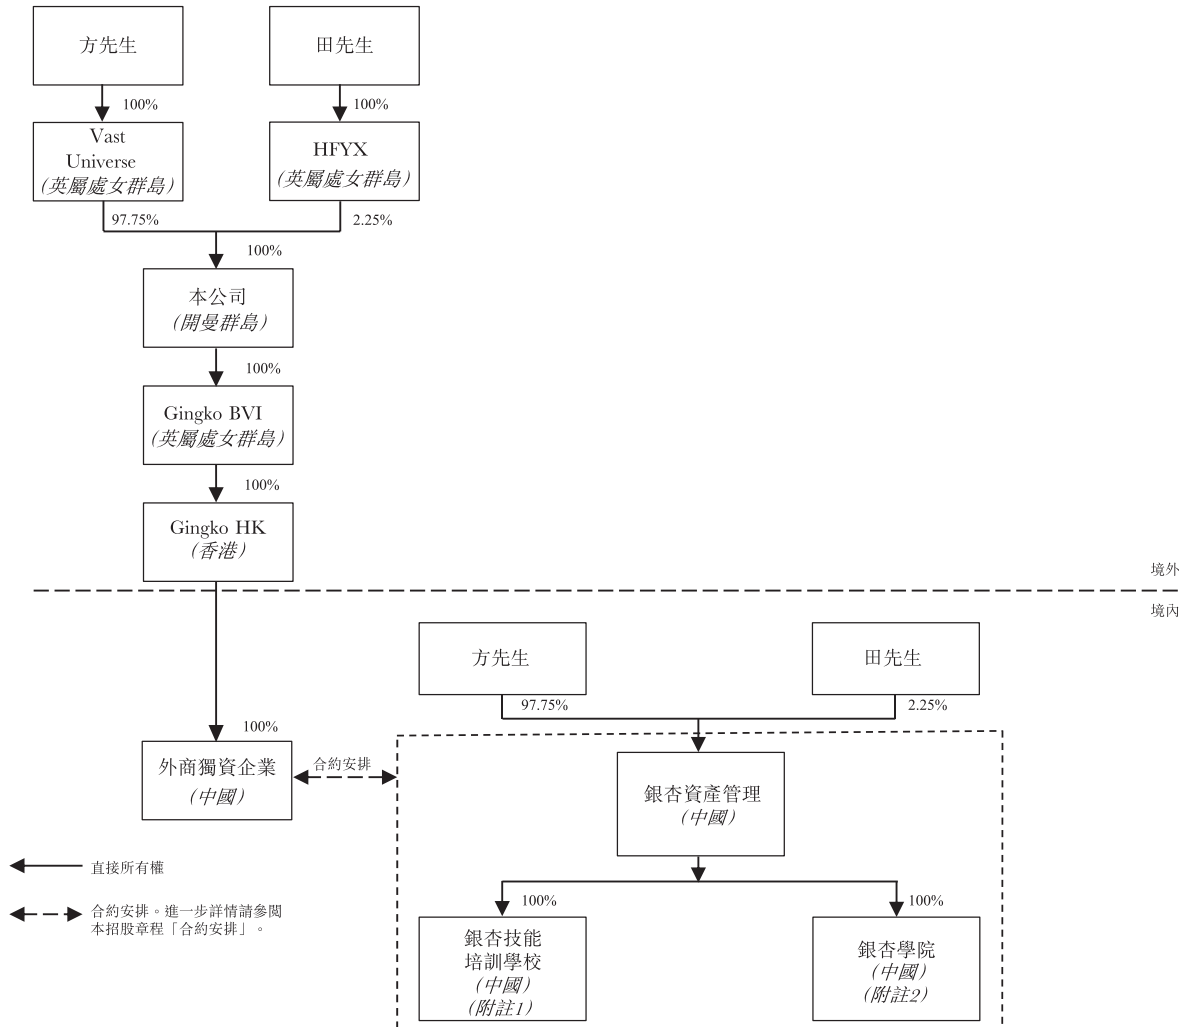 方先生
田先生
100%
100%
Vast
Universe
(英屬處女群島)
HFYX
(英屬處女群島)
97.75%
2.25%
100%
本公司
(開曼群島)
100%
Gingko BVI
(英屬處女群島)
100%
Gingko HK
(香港)
境外
境內
方先生
田先生
97.75%
2.25%
100%
外商獨資企業
(中國)
合約安排
銀杏資產管理
(中國)
直接所有權
合約安排。進一步詳情請參閱
本招股章程「合約安排」。
100%
100%
銀杏技能
培訓學校
(中國)
(附註1)
銀杏學院
(中國)
(附註2)